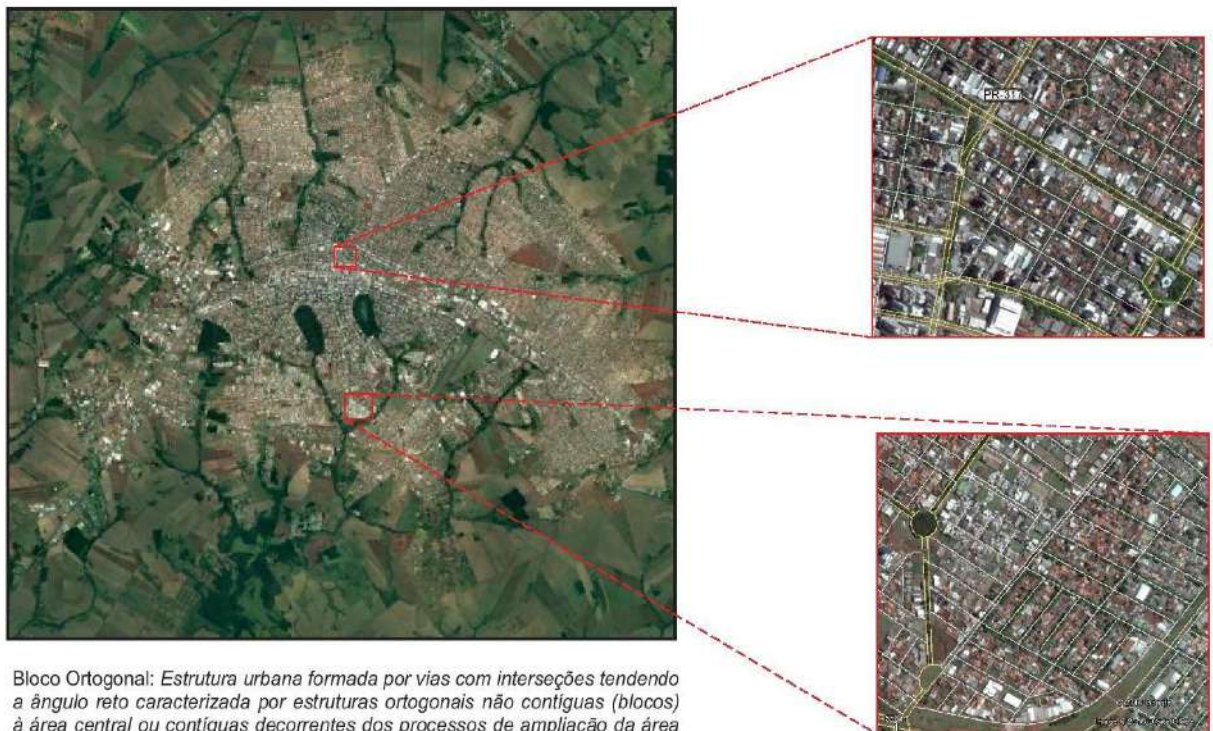 PR-317
Bloco Ortogonal: Estrutura urbana formada por vias com interseções tendendo
a ângulo reto caracterizada por estruturas ortogonais não contíguas (blocos)
à área central ou contíguas decorrentes dos processos de ampliação da área